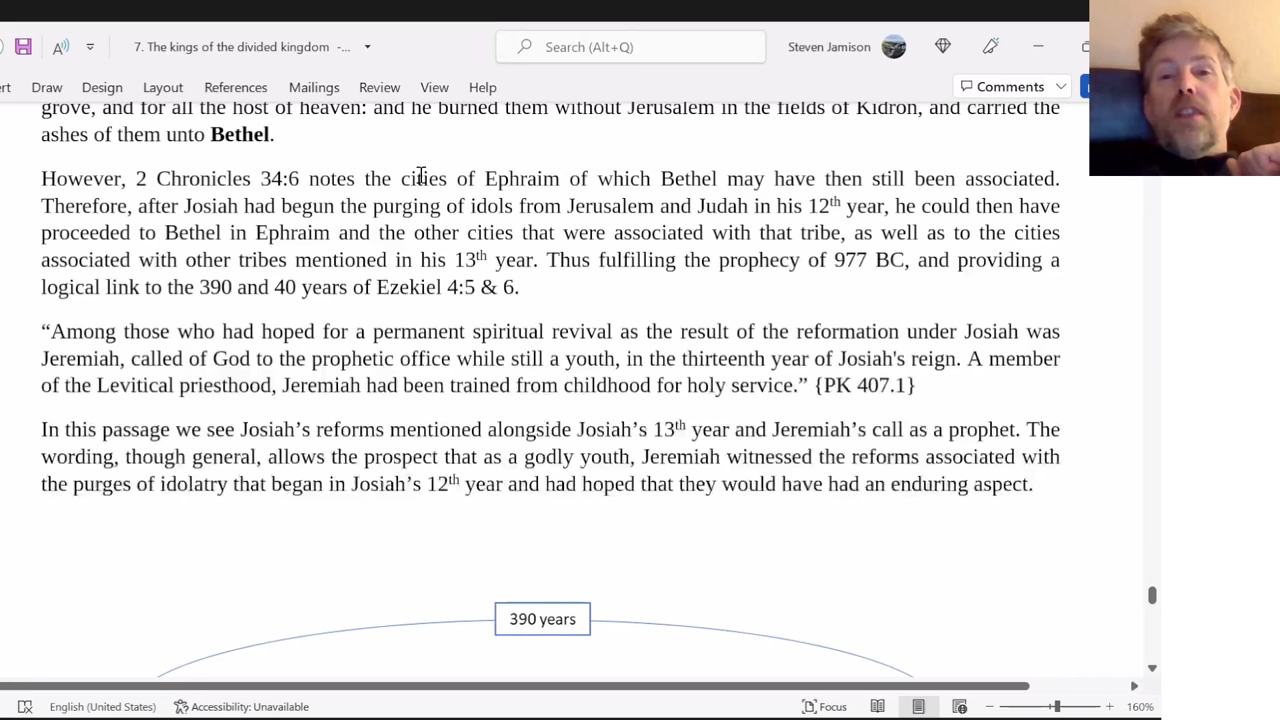 7. The kings of the divided kingdom -...
Search (Alt+Q)
Steven Jamison
Draw Design Layout References Mailings Review View Help
Comments
grove, and for all the host of heaven: and he burned them without Jerusalem in the fields of Kidron, and carried the
ashes of them unto Bethel.
However, 2 Chronicles 34:6 notes the cities of Ephraim of which Bethel may have then still been associated.
Therefore, after Josiah had begun the purging of idols from Jerusalem and Judah in his 12th year, he could then have
proceeded to Bethel in Ephraim and the other cities that were associated with that tribe, as well as to the cities
associated with other tribes mentioned in his 13th year. Thus fulfilling the prophecy of 977 BC, and providing a
logical link to the 390 and 40 years of Ezekiel 4:5 & 6.
“Among those who had hoped for a permanent spiritual revival as the result of the reformation under Josiah was
Jeremiah, called of God to the prophetic office while still a youth, in the thirteenth year of Josiah's reign. A member
of the Levitical priesthood, Jeremiah had been trained from childhood for holy service.” {PK 407.1}
In this passage we see Josiah’s reforms mentioned alongside Josiah’s 13th year and Jeremiah’s call as a prophet. The
wording, though general, allows the prospect that as a godly youth, Jeremiah witnessed the reforms associated with
the purges of idolatry that began in Josiah’s 12th year and had hoped that they would have had an enduring aspect.
390 years
English (United States) Accessibility: Unavailable Focus 160%